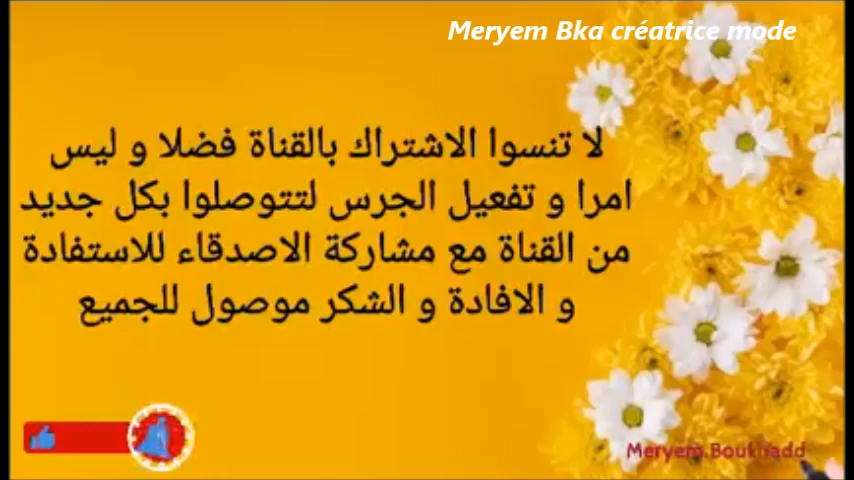 Meryem Bka créatrice mode
لا تنسوا الاشتراك بالقناة فضلا و ليس
امرا و تفعيل الجرس لتتوصلوا بكل جديد
من القناة مع مشاركة الاصدقاء للاستفادة
و الافادة و الشكر موصول للجميع
Meryem Boukhadd